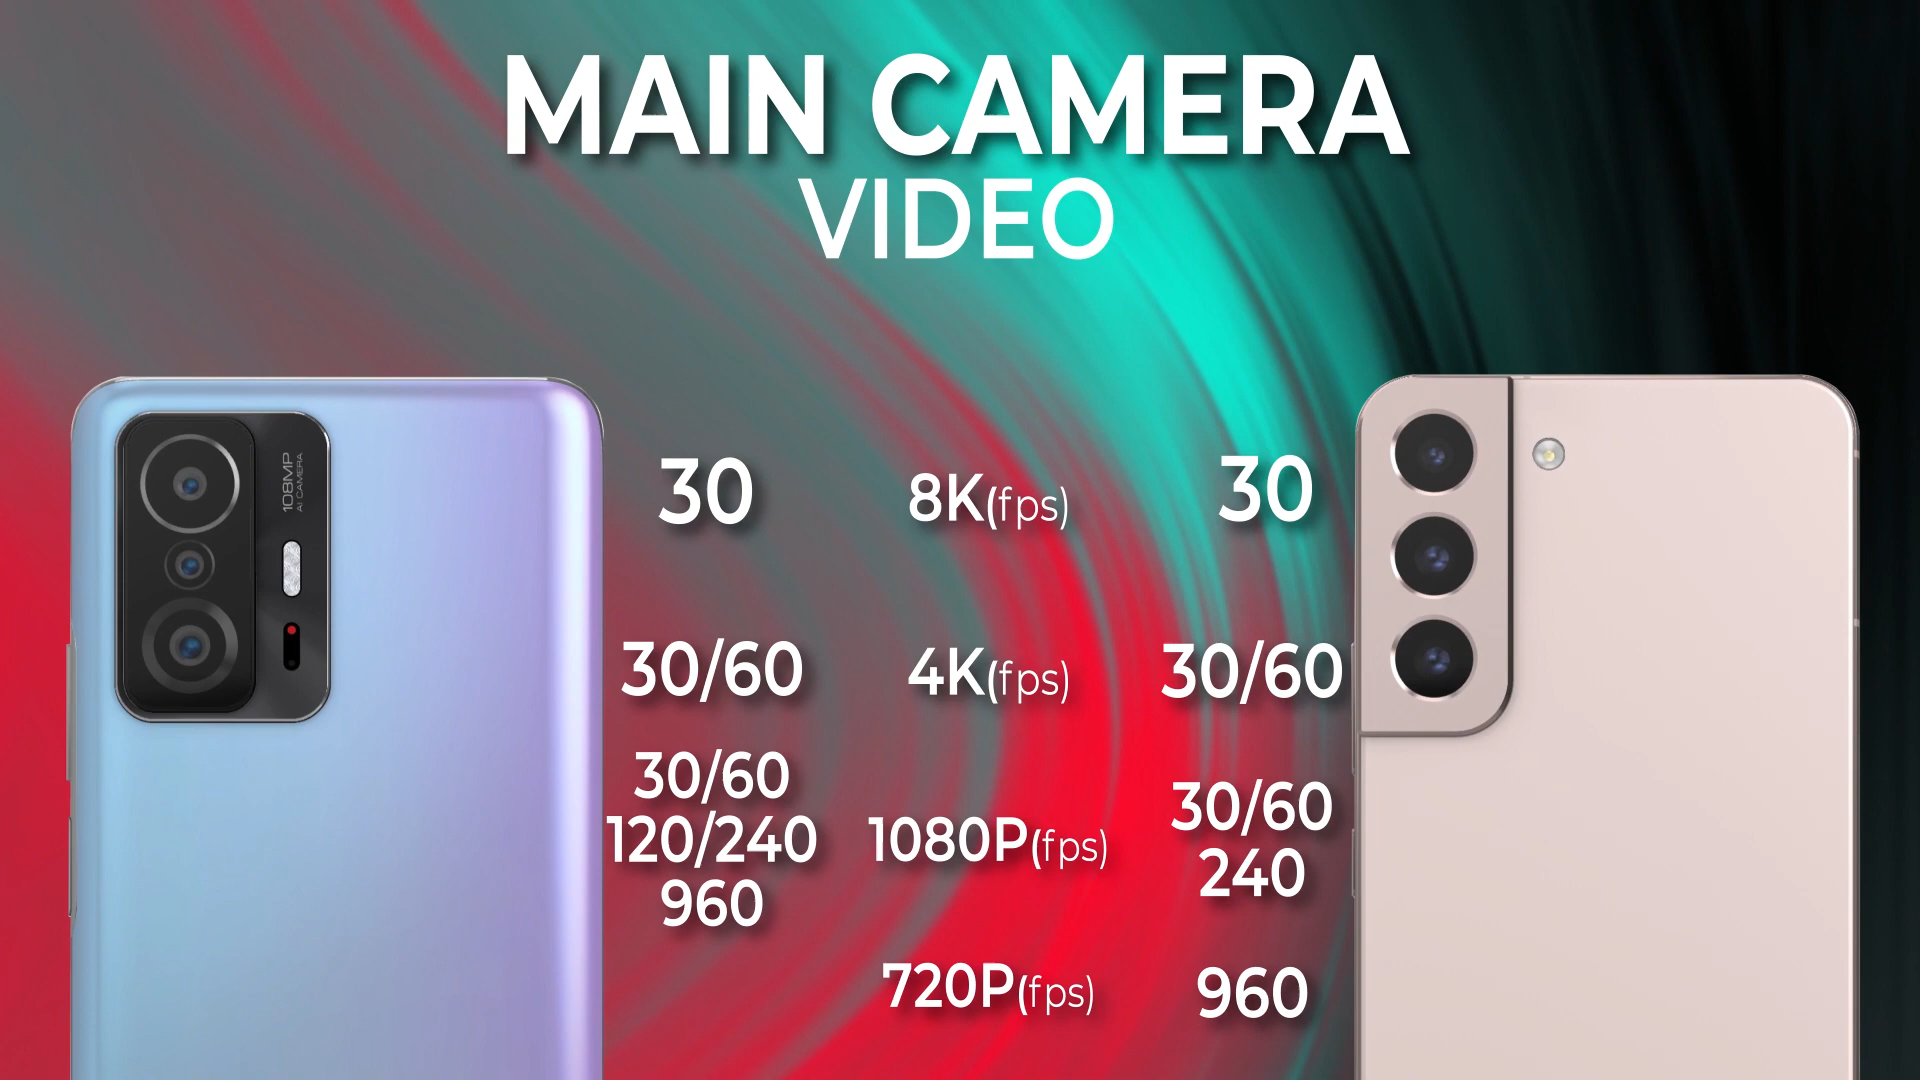 MAIN CAMERA
VIDEO
108MP
AI CAMERA
30 8K(fps) 30
30/60 4K(fps) 30/60
30/60
120/240
960
1080P(fps)
30/60
240
720P(fps) 960